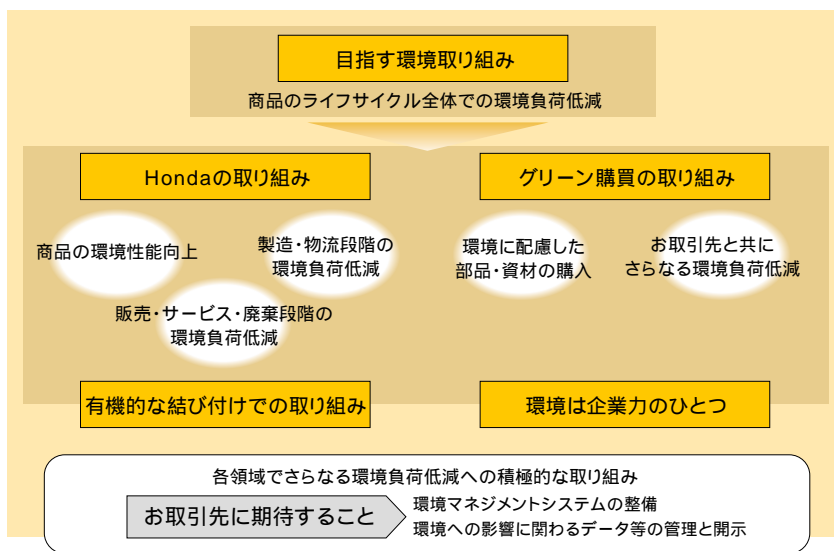 目指す環境取り組み
商品のライフサイクル全体での環境負荷低減
Hondaの取り組み
商品の環境性能向上
製造・物流段階の
環境負荷低減
販売・サービス・廃棄段階の
環境負荷低減
有機的な結び付けでの取り組み
グリーン購買の取り組み
環境に配慮した
部品・資材の購入
お取引先と共に
さらなる環境負荷低減
環境は企業力のひとつ
各領域でさらなる環境負荷低減への積極的な取り組み
お取引先に期待すること
環境マネジメントシステムの整備
環境への影響に関わるデータ等の管理と開示